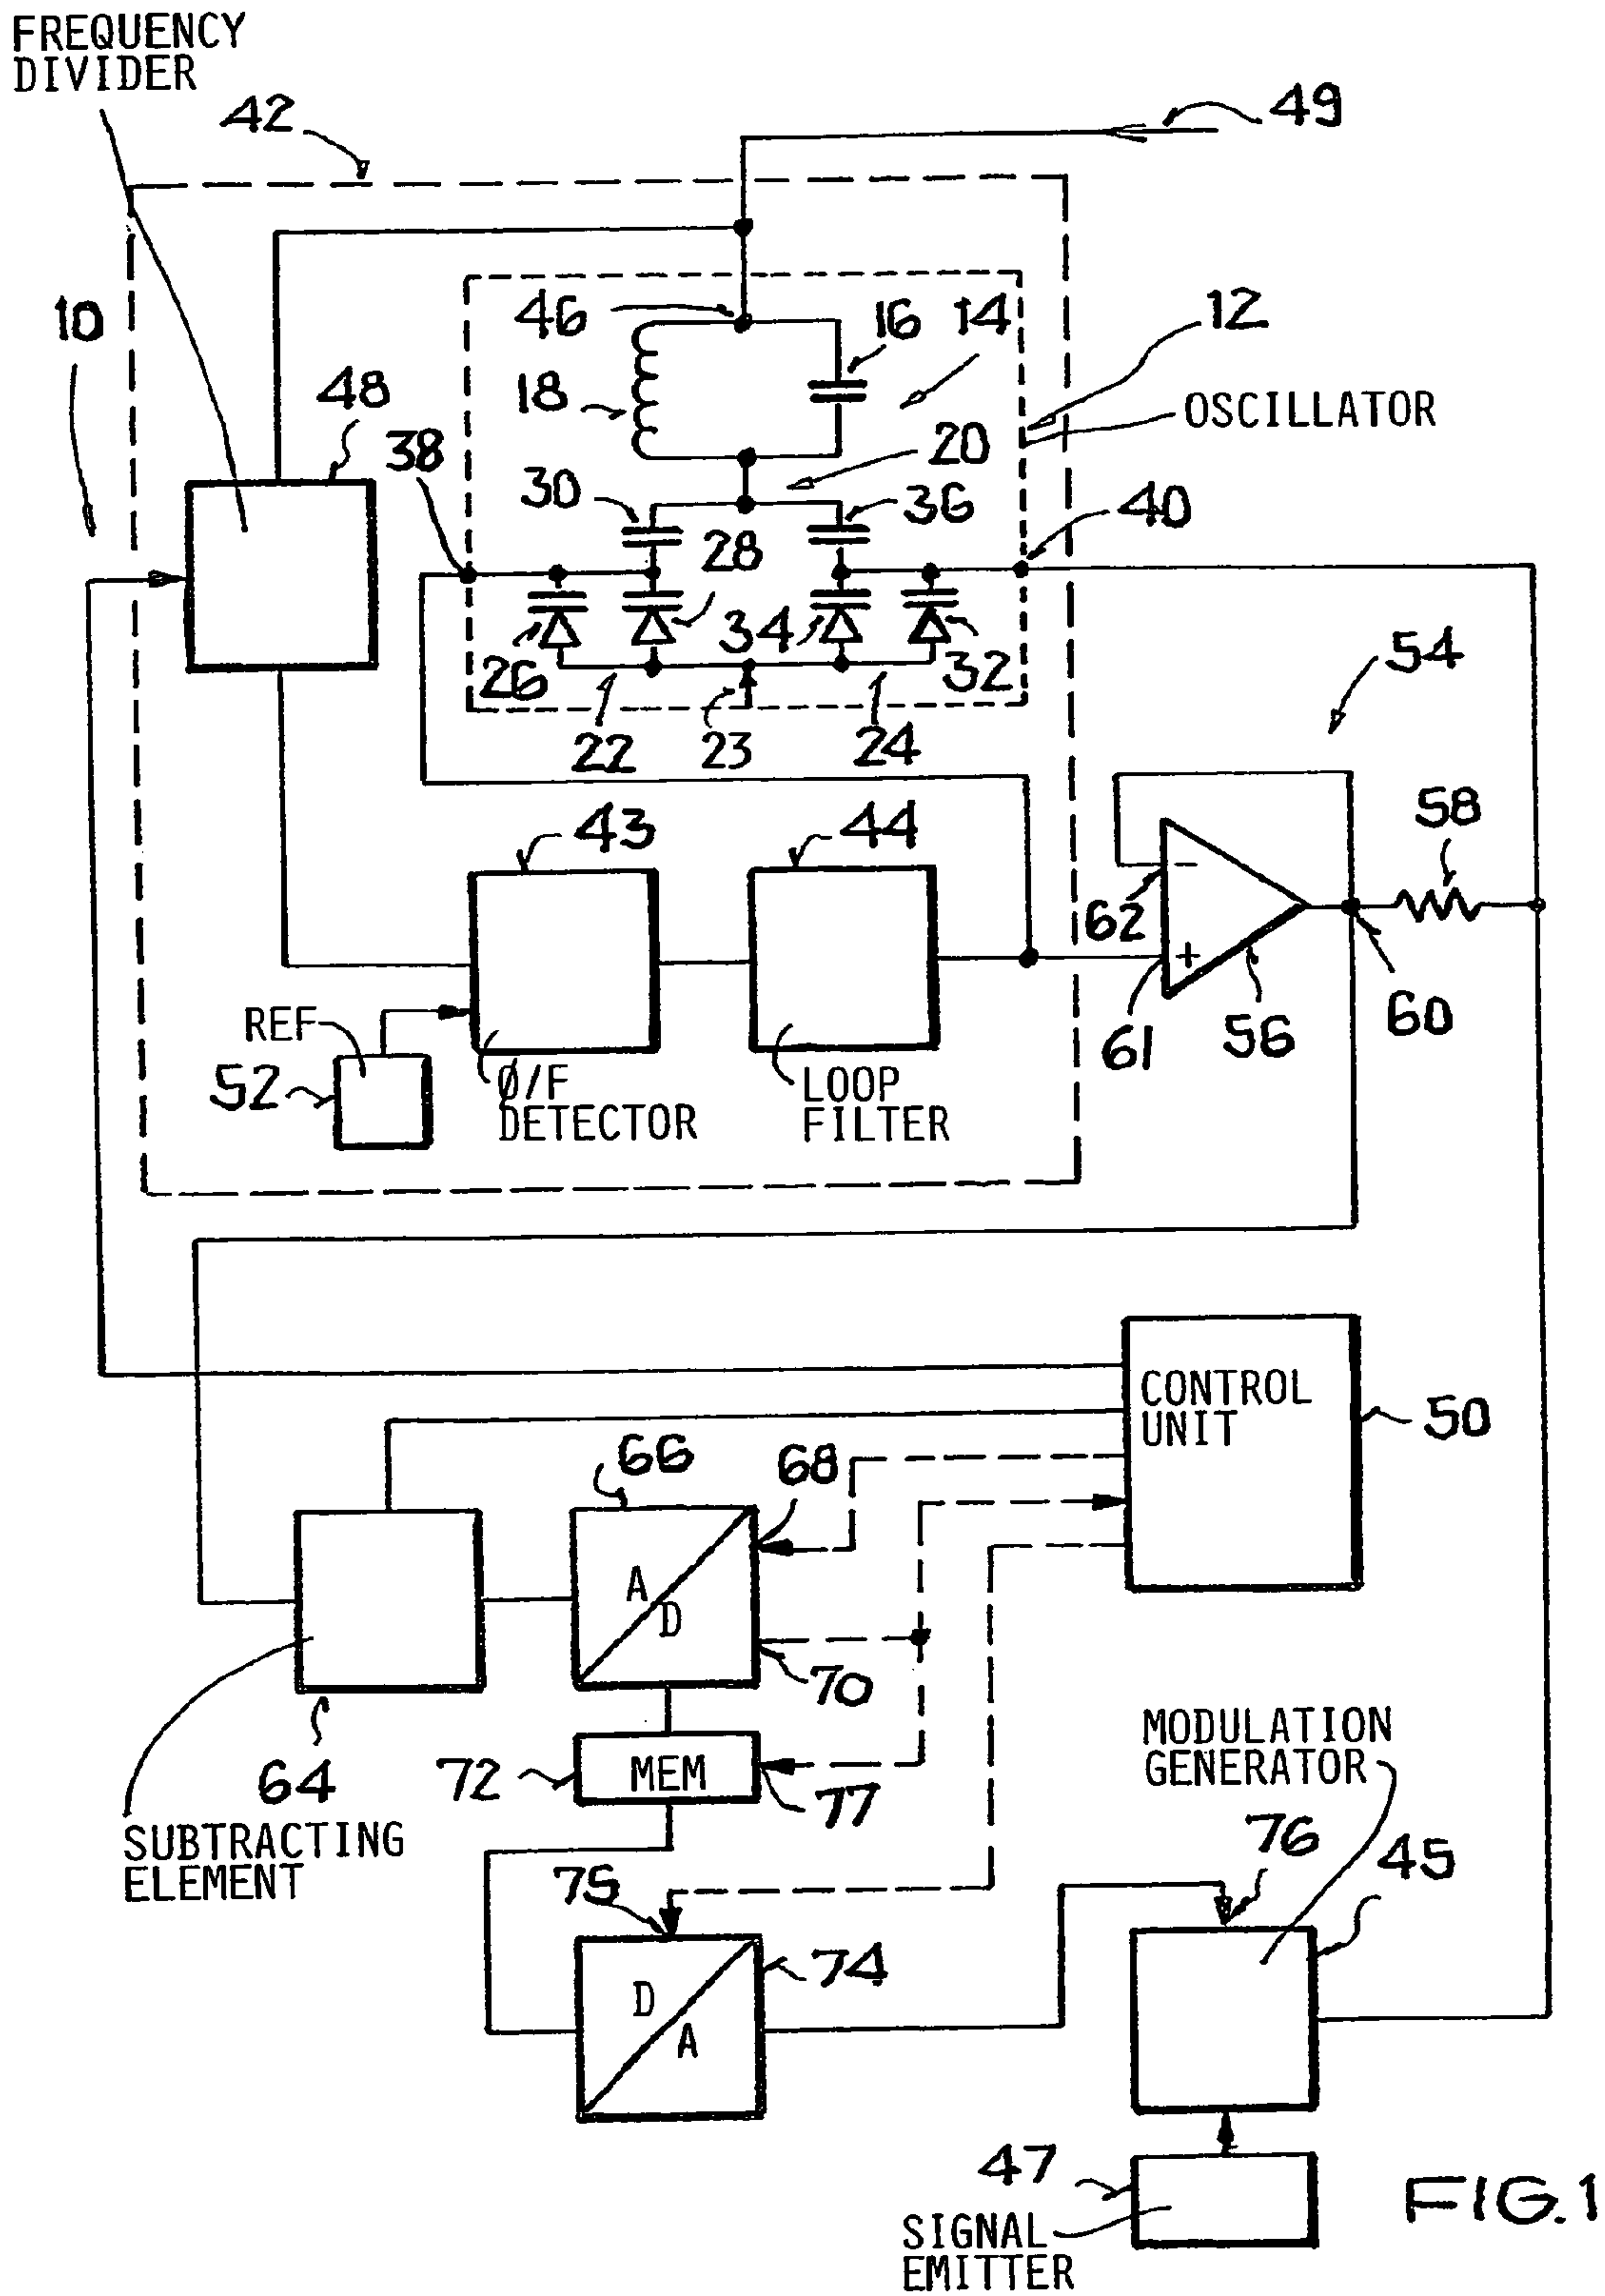 FREQUENCY
DIVIDER
42
49
10
46
16
14
12
18
48
OSCILLATOR
38
20
30
36
40
28
34
26
32
54
22
23
24
43
44
58
62
−
+
61
56
60
REF
52
Ø/F
DETECTOR
LOOP
FILTER
CONTROL
UNIT
50
66
68
A
D
70
64
72
MEM
77
MODULATION
GENERATOR
SUBTRACTING
ELEMENT
75
76
45
D
A
74
47
SIGNAL
EMITTER
FIG.1